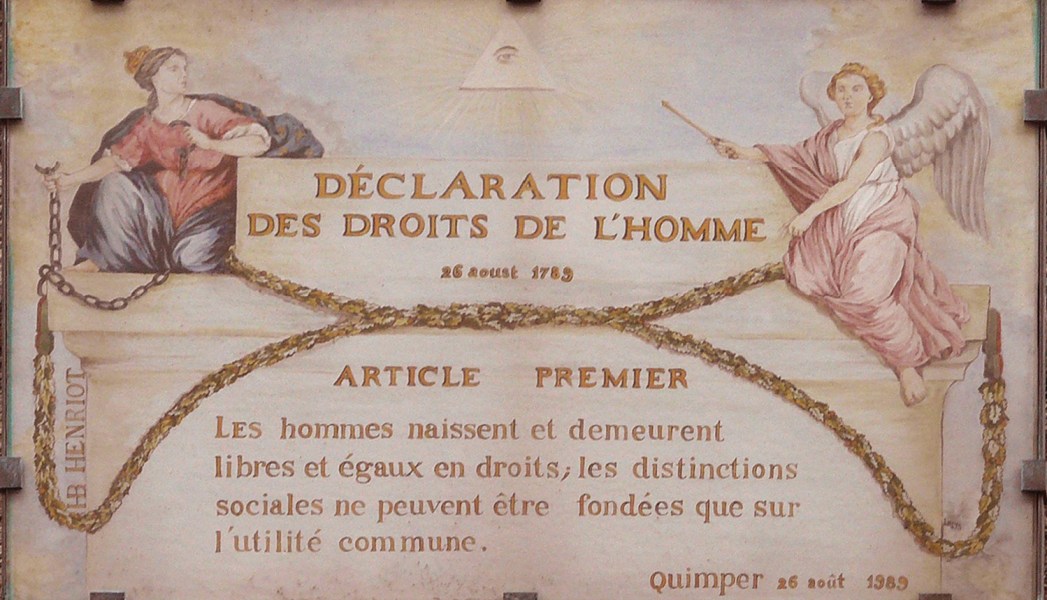 DÉCLARATION
DES DROITS DE L'HOMME
26 aoust 1789
ARTICLE PREMIER
LES hommes naissent et demeurent
libres et égaux en droits; les distinctions
sociales ne peuvent être fondées que sur
l'utilité commune.
Quimper 26 août 1989
HB HENRIOT